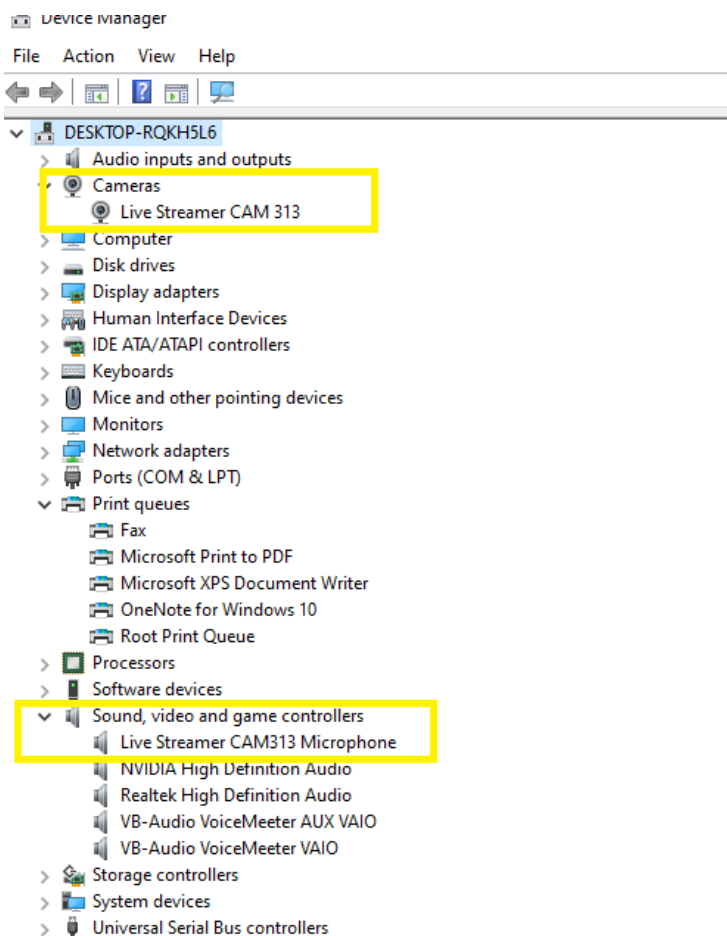 Device Manager
File Action View Help
DESKTOP-RQKH5L6
Audio inputs and outputs
Cameras
Live Streamer CAM 313
Computer
Disk drives
Display adapters
Human Interface Devices
IDE ATA/ATAPI controllers
Keyboards
Mice and other pointing devices
Monitors
Network adapters
Ports (COM & LPT)
Print queues
Fax
Microsoft Print to PDF
Microsoft XPS Document Writer
OneNote for Windows 10
Root Print Queue
Processors
Software devices
Sound, video and game controllers
Live Streamer CAM313 Microphone
NVIDIA High Definition Audio
Realtek High Definition Audio
VB-Audio VoiceMeeter AUX VAIO
VB-Audio VoiceMeeter VAIO
Storage controllers
System devices
Universal Serial Bus controllers